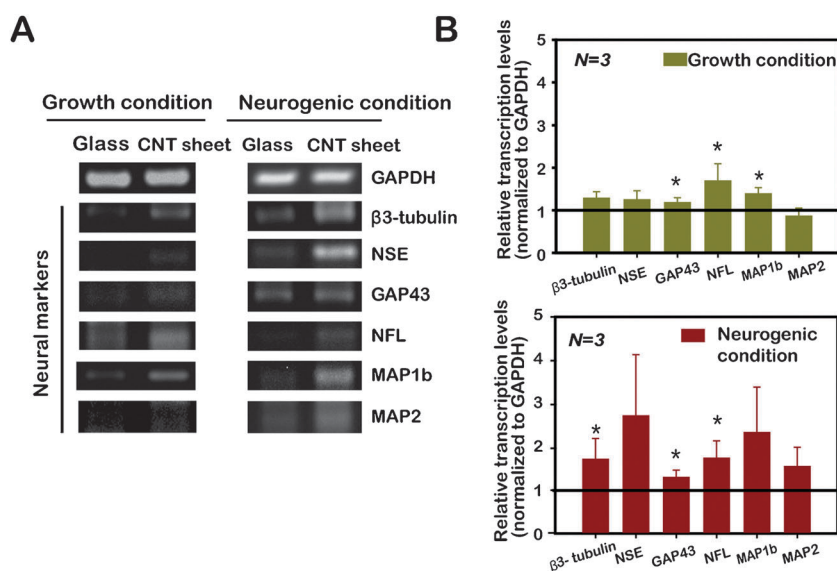 A
Growth condition
Neurogenic condition
Glass
CNT sheet
Glass
CNT sheet
GAPDH
β3-tubulin
NSE
GAP43
NFL
MAP1b
MAP2
Neural markers
B
Relative transcription levels
(normalized to GAPDH)
5
4
3
2
1
0
N=3
Growth condition
*
*
*
β3-tubulin
NSE
GAP43
NFL
MAP1b
MAP2
Relative transcription levels
(normalized to GAPDH)
5
4
3
2
1
0
N=3
Neurogenic
condition
*
*
*
β3- tubulin
NSE
GAP43
NFL
MAP1b
MAP2